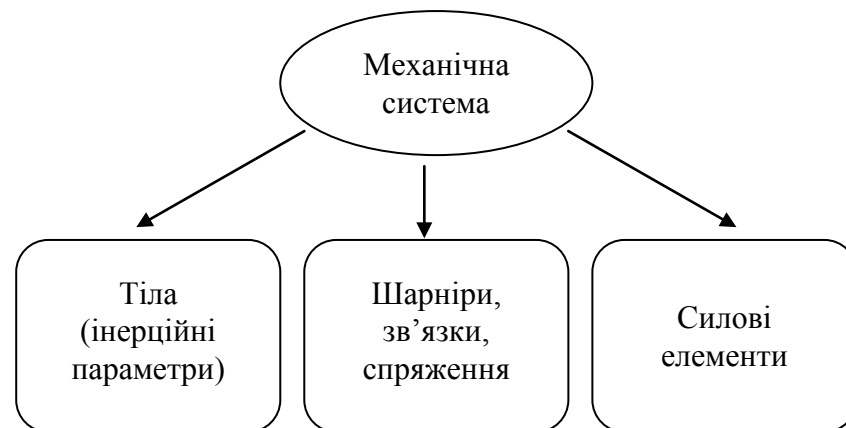 Механічна
система
Тіла
(інерційні
параметри)
Шарніри,
зв’язки,
спряження
Силові
елементи